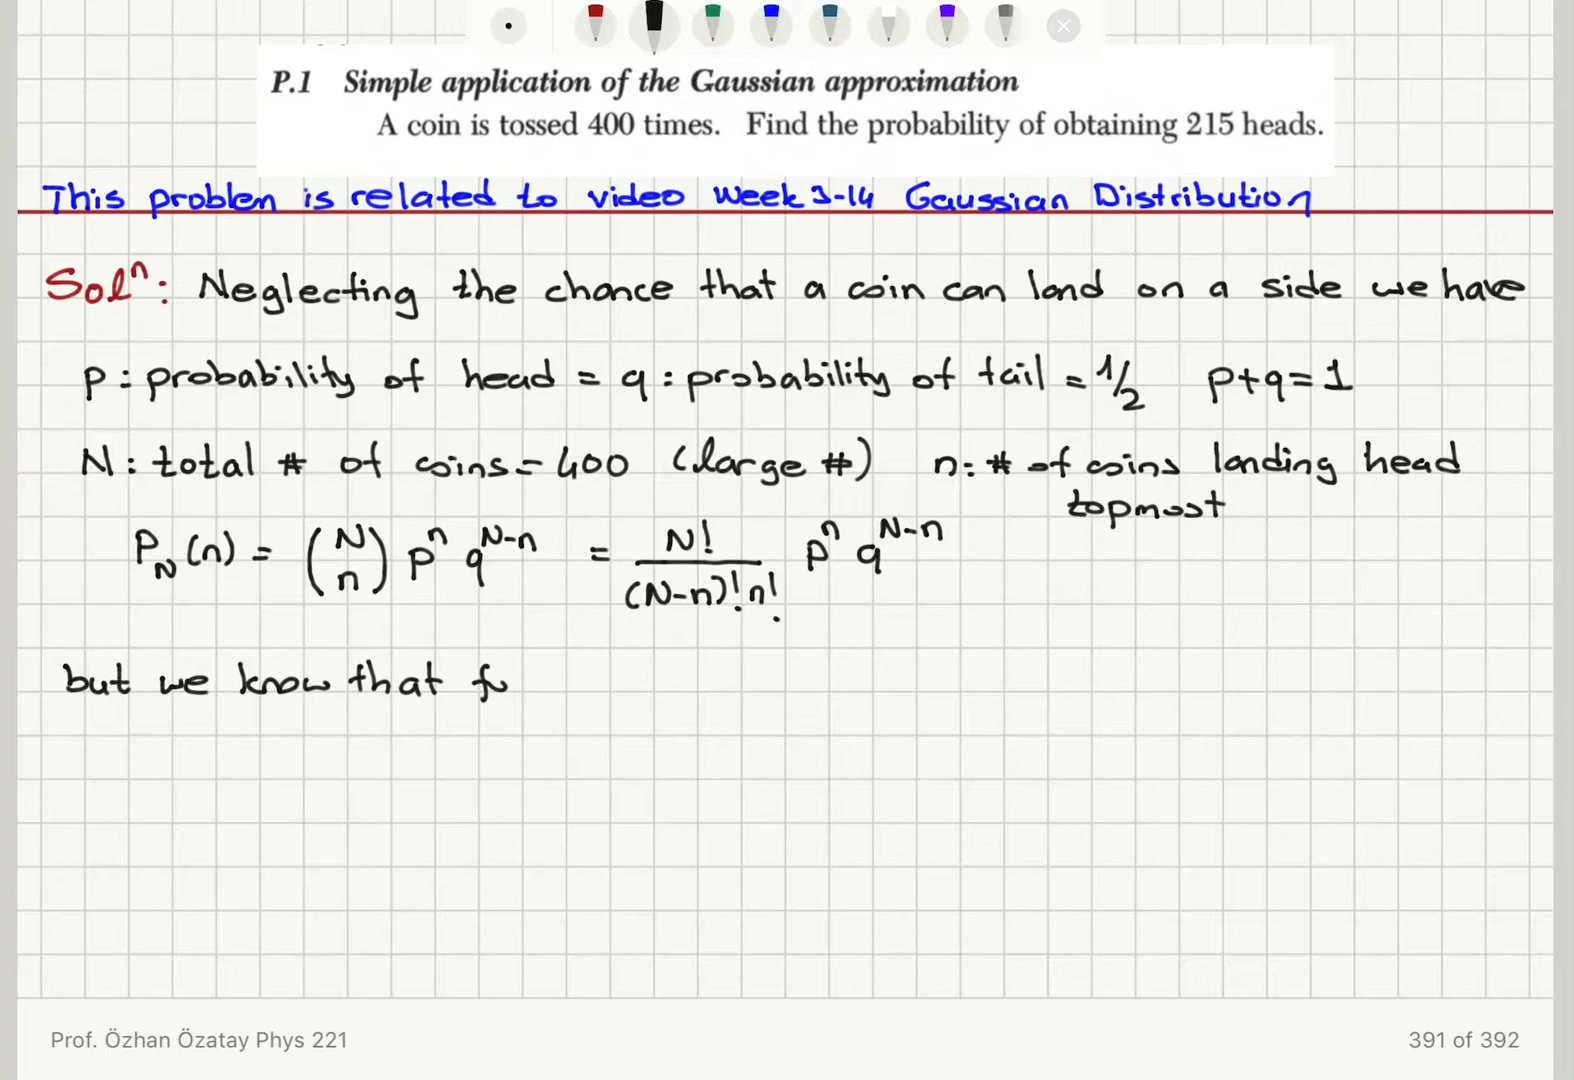 P.1 Simple application of the Gaussian approximation
A coin is tossed 400 times. Find the probability of obtaining 215 heads.
This problem is related to video Week 3-14 Gaussian Distribution
Solⁿ: Neglecting the chance that a coin can land on a side we have
p : probability of head = q : probability of tail = 1/2 p+q=1
N : total # of coins = 400 (large #) n: # of coins landing head
topmost
P_N(n) = (N n) pⁿ q^(N-n) = N! / (N-n)! n! pⁿ q^(N-n)
but we know that fo
Prof. Özhan Özatay Phys 221
391 of 392